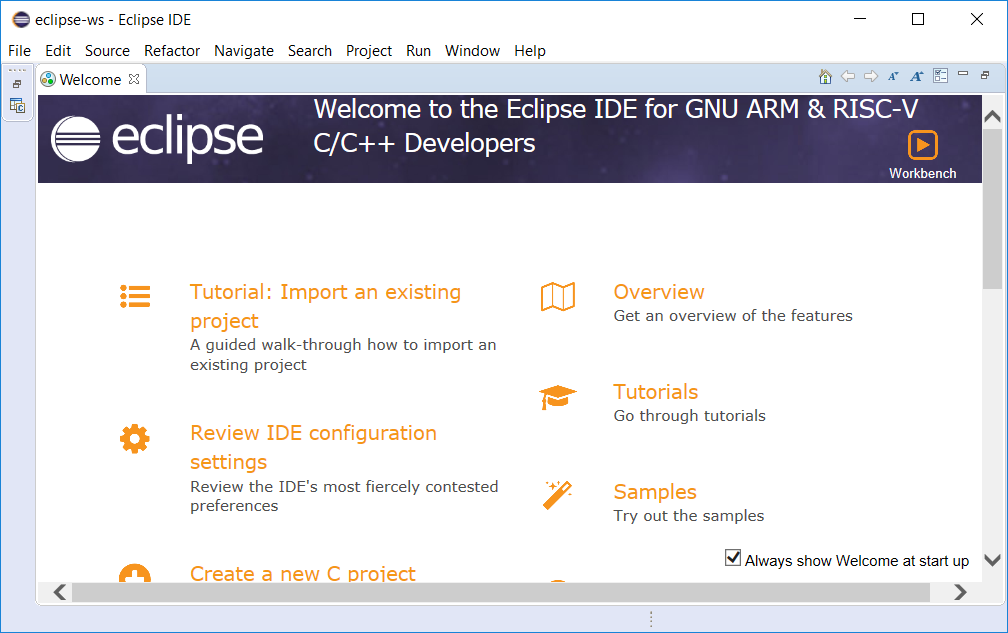 eclipse-ws - Eclipse IDE
File Edit Source Refactor Navigate Search Project Run Window Help
Welcome
eclipse
Welcome to the Eclipse IDE for GNU ARM & RISC-V
C/C++ Developers
Workbench
Tutorial: Import an existing
project
A guided walk-through how to import an
existing project
Review IDE configuration
settings
Review the IDE's most fiercely contested
preferences
Create a new C project
Overview
Get an overview of the features
Tutorials
Go through tutorials
Samples
Try out the samples
Always show Welcome at start up